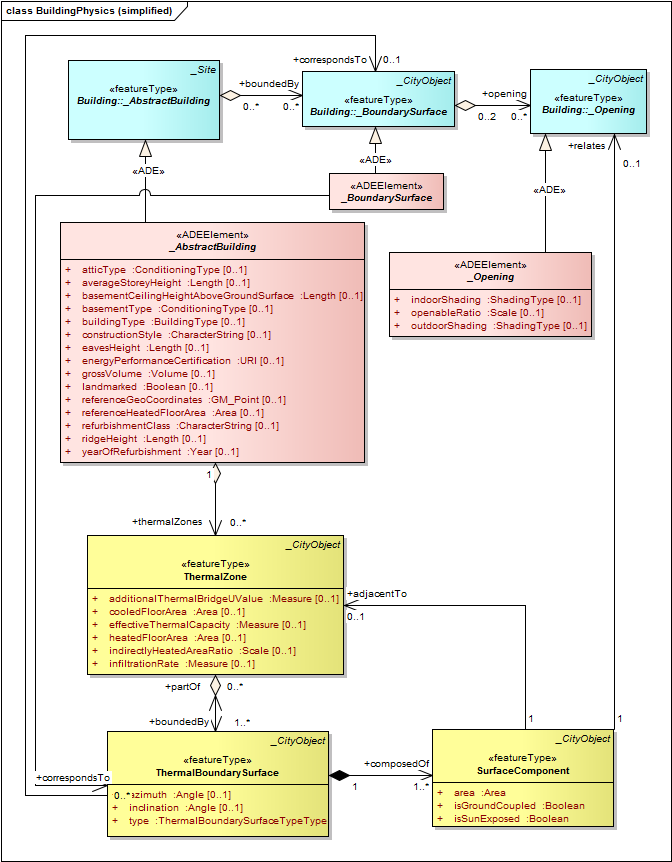 class BuildingPhysics (simplified)
+correspondsTo
0..1
_Site
«featureType»
Building::_AbstractBuilding
+boundedBy
0..*
0..*
_CityObject
«featureType»
Building::_BoundarySurface
+opening
0..2
0..*
_CityObject
«featureType»
Building::_Opening
+relates
0..1
«ADE»
«ADE»
«ADE»
«ADEElement»
_BoundarySurface
«ADEElement»
_AbstractBuilding
+ atticType :ConditioningType [0..1]
+ averageStoreyHeight :Length [0..1]
+ basementCeilingHeightAboveGroundSurface :Length [0..1]
+ basementType :ConditioningType [0..1]
+ buildingType :BuildingType [0..1]
+ constructionStyle :CharacterString [0..1]
+ eavesHeight :Length [0..1]
+ energyPerformanceCertification :URI [0..1]
+ grossVolume :Volume [0..1]
+ landmarked :Boolean [0..1]
+ referenceGeoCoordinates :GM_Point [0..1]
+ referenceHeatedFloorArea :Area [0..1]
+ refurbishmentClass :CharacterString [0..1]
+ ridgeHeight :Length [0..1]
+ yearOfRefurbishment :Year [0..1]
«ADEElement»
_Opening
+ indoorShading :ShadingType [0..1]
+ openableRatio :Scale [0..1]
+ outdoorShading :ShadingType [0..1]
1
+thermalZones
0..*
_CityObject
«featureType»
ThermalZone
+ additionalThermalBridgeUValue :Measure [0..1]
+ cooledFloorArea :Area [0..1]
+ effectiveThermalCapacity :Measure [0..1]
+ heatedFloorArea :Area [0..1]
+ indirectlyHeatedAreaRatio :Scale [0..1]
+ infiltrationRate :Measure [0..1]
+adjacentTo
0..1
+partOf
0..*
+boundedBy
1..*
1
1
_CityObject
«featureType»
ThermalBoundarySurface
+correspondsTo
0..*
zimuth :Angle [0..1]
+ inclination :Angle [0..1]
+ type :ThermalBoundarySurfaceTypeType
+composedOf
1
1..*
_CityObject
«featureType»
SurfaceComponent
+ area :Area
+ isGroundCoupled :Boolean
+ isSunExposed :Boolean